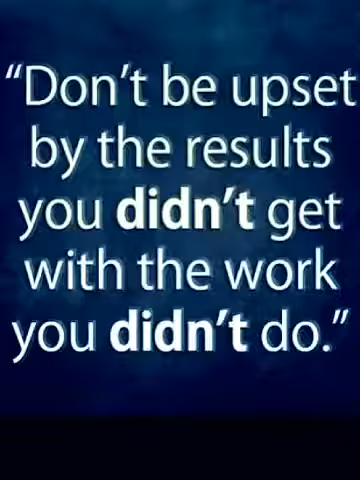 “Don’t be upset
by the results
you didn’t get
with the work
you didn’t do.”